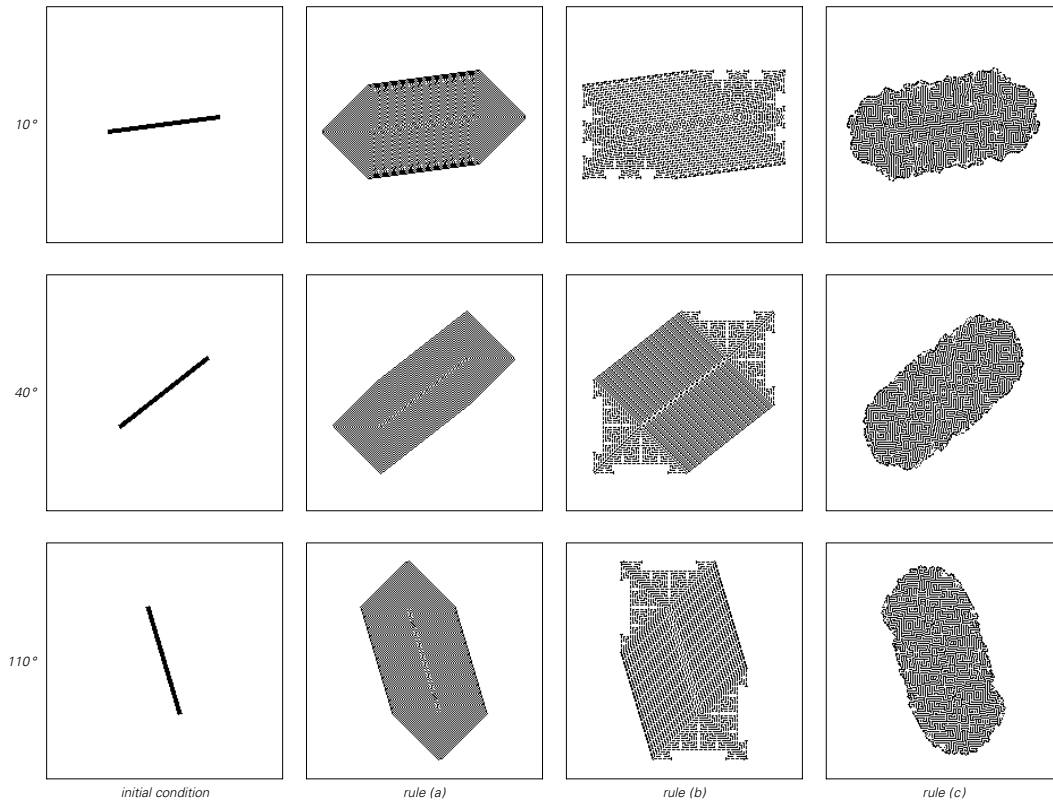 10°
40°
110°
initial condition
rule (a)
rule (b)
rule (c)